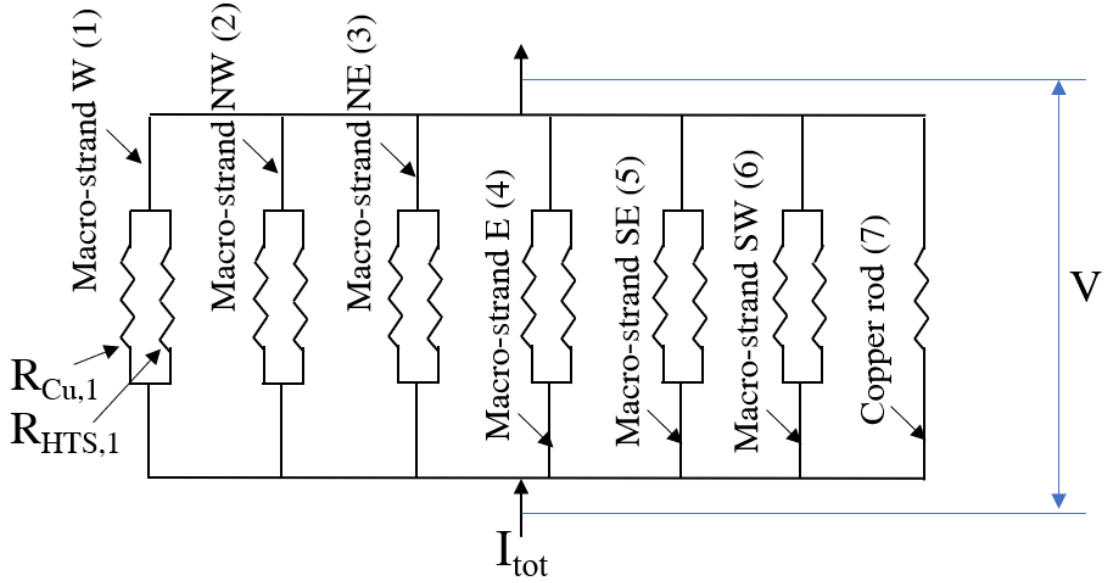 Macro-strand W (1)
Macro-strand NW (2)
Macro-strand NE (3)
Macro-strand E (4)
Macro-strand SE (5)
Macro-strand SW (6)
Copper rod (7)
V
R_Cu,1
R_HTS,1
I_tot